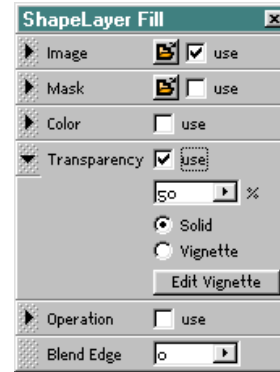 ShapeLayer Fill
Image use
Mask use
Color use
Transparency use
50 %
Solid
Vignette
Edit Vignette
Operation use
Blend Edge 0